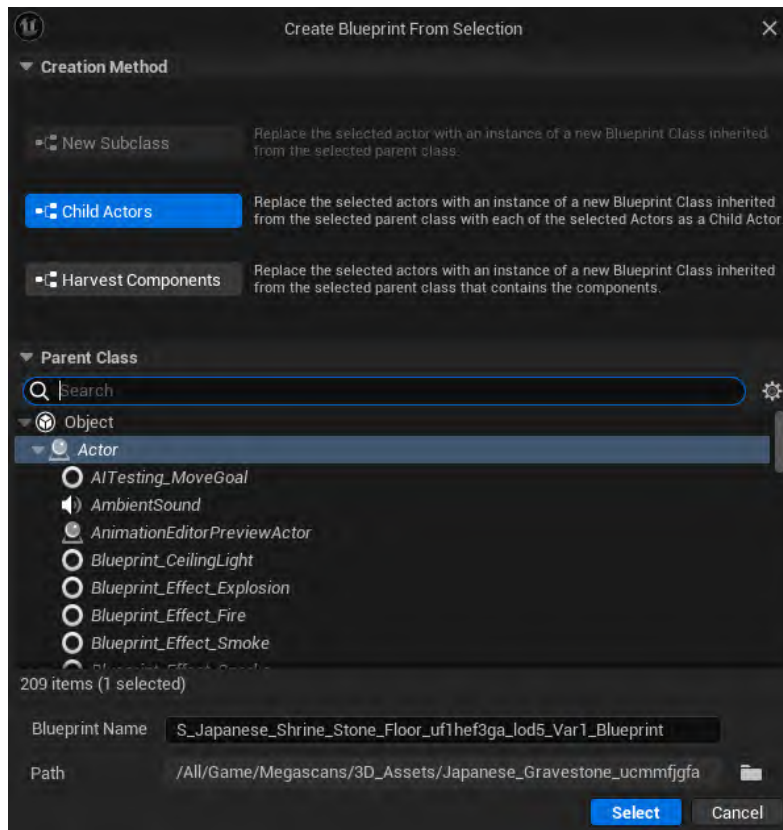 Create Blueprint From Selection
Creation Method
New Subclass
Replace the selected actor with an instance of a new Blueprint Class inherited
from the selected parent class.
Child Actors
Replace the selected actors with an instance of a new Blueprint Class inherited
from the selected parent class with each of the selected Actors as a Child Actor
Harvest Components
Replace the selected actors with an instance of a new Blueprint Class inherited
from the selected parent class that contains the components.
Parent Class
Search
Object
Actor
AITesting_MoveGoal
AmbientSound
AnimationEditorPreviewActor
Blueprint_CeilingLight
Blueprint_Effect_Explosion
Blueprint_Effect_Fire
Blueprint_Effect_Smoke
209 items (1 selected)
Blueprint Name S_Japanese_Shrine_Stone_Floor_uf1hef3ga_lod5_Var1_Blueprint
Path /All/Game/Megascans/3D_Assets/Japanese_Gravestone_ucmmfjgfa
Select Cancel